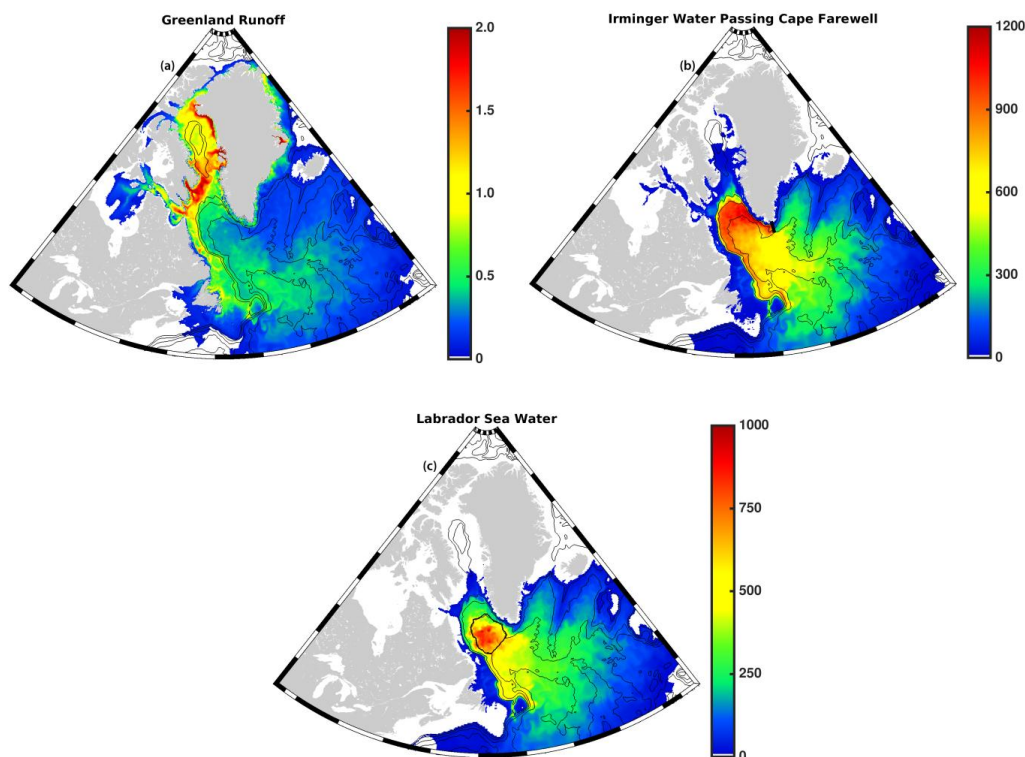 Greenland Runoff
(a)
2.0
1.5
1.0
0.5
0
Irminger Water Passing Cape Farewell
(b)
1200
900
600
300
0
Labrador Sea Water
(c)
1000
750
500
250
0